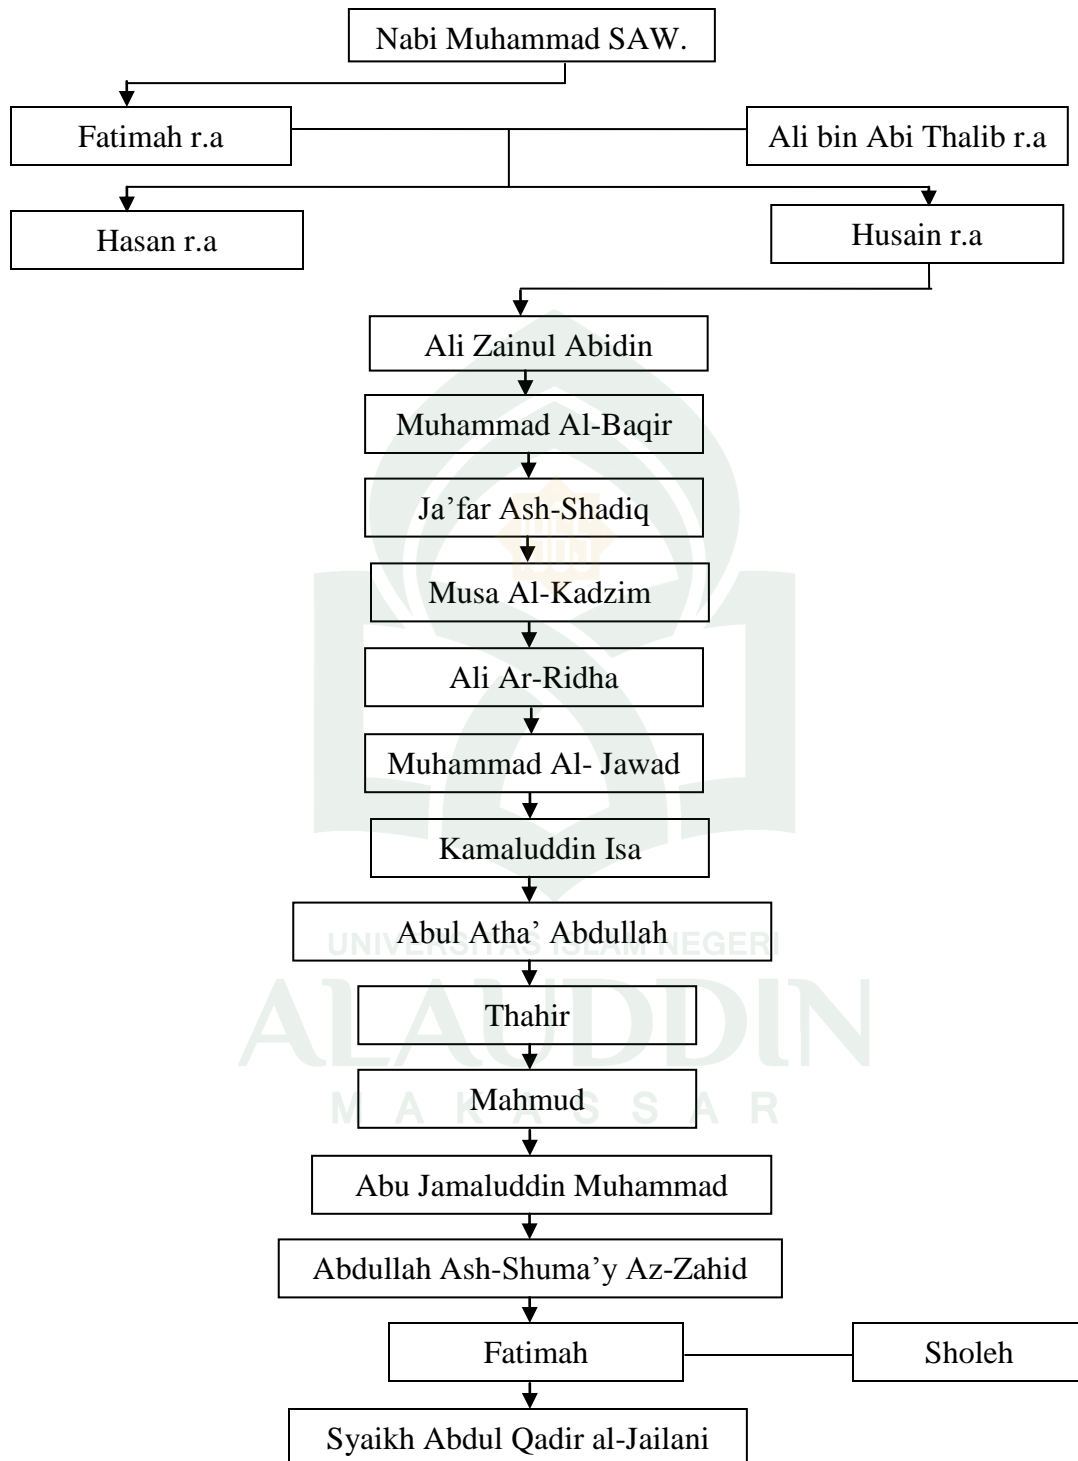 Nabi Muhammad SAW.
Fatimah r.a
Ali bin Abi Thalib r.a
Hasan r.a
Husain r.a
Ali Zainul Abidin
Muhammad Al-Baqir
Ja’far Ash-Shadiq
Musa Al-Kadzim
Ali Ar-Ridha
Muhammad Al- Jawad
Kamaluddin Isa
Abul Atha’ Abdullah
UNIVERSITAS ISLAM NEGERI
Thahir
ALAUDDIN
Mahmud
MAKASSAR
Abu Jamaluddin Muhammad
Abdullah Ash-Shuma’y Az-Zahid
Fatimah
Sholeh
Syaikh Abdul Qadir al-Jailani